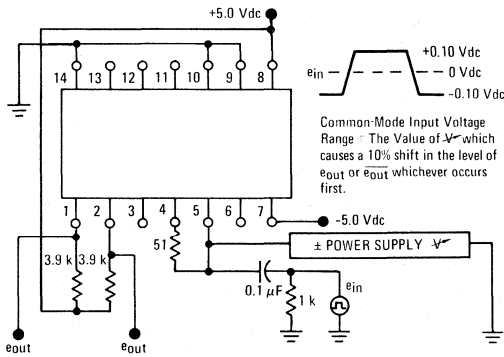 +5.0 Vdc
14 13 12 11 10 9 8
+0.10 Vdc
ein
0 Vdc
-0.10 Vdc
Common-Mode Input Voltage
Range - The Value of V which
causes a 10% shift in the level of
eout or eout whichever occurs
first.
1 2 3 4 5 6 7
-5.0 Vdc
51
± POWER SUPPLY V
3.9 k 3.9 k
0.1 µF
1 k
ein
eout
eout